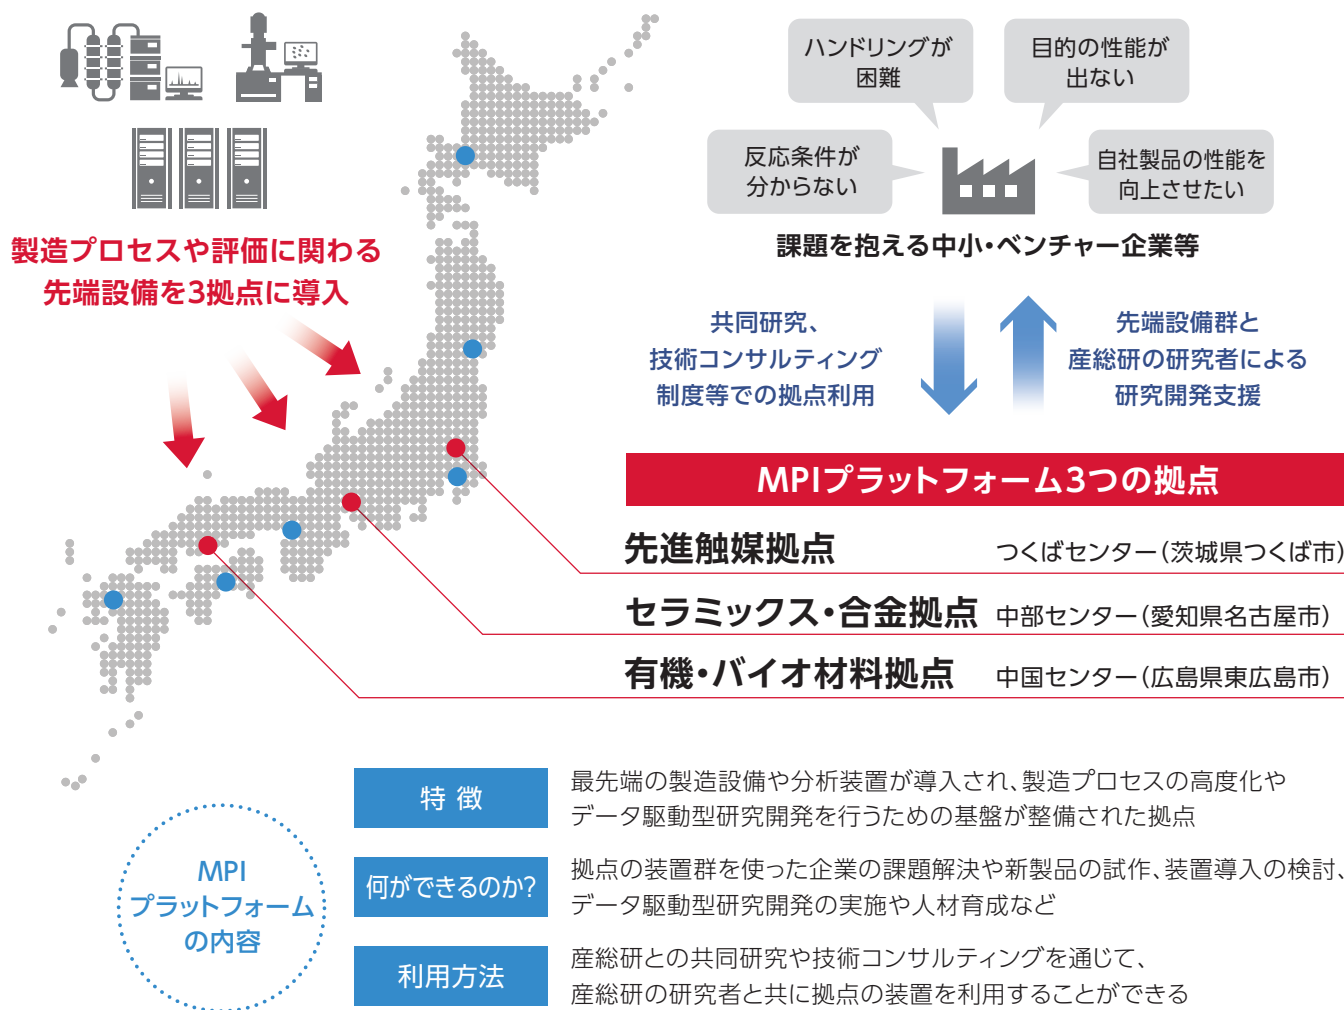 製造プロセスや評価に関わる
先端設備を3拠点に導入
ハンドリングが
困難
目的の性能が
出ない
反応条件が
分からない
自社製品の性能を
向上させたい
課題を抱える中小・ベンチャー企業等
共同研究、
技術コンサルティング
制度等での拠点利用
先端設備群と
産総研の研究者による
研究開発支援
MPIプラットフォーム3つの拠点
先進触媒拠点 つくばセンター(茨城県つくば市)
セラミックス・合金拠点 中部センター(愛知県名古屋市)
有機・バイオ材料拠点 中国センター(広島県東広島市)
MPI
プラットフォーム
の内容
特 徴
最先端の製造設備や分析装置が導入され、製造プロセスの高度化や
データ駆動型研究開発を行うための基盤が整備された拠点
何ができるのか?
拠点の装置群を使った企業の課題解決や新製品の試作、装置導入の検討、
データ駆動型研究開発の実施や人材育成など
利用方法
産総研との共同研究や技術コンサルティングを通じて、
産総研の研究者と共に拠点の装置を利用することができる